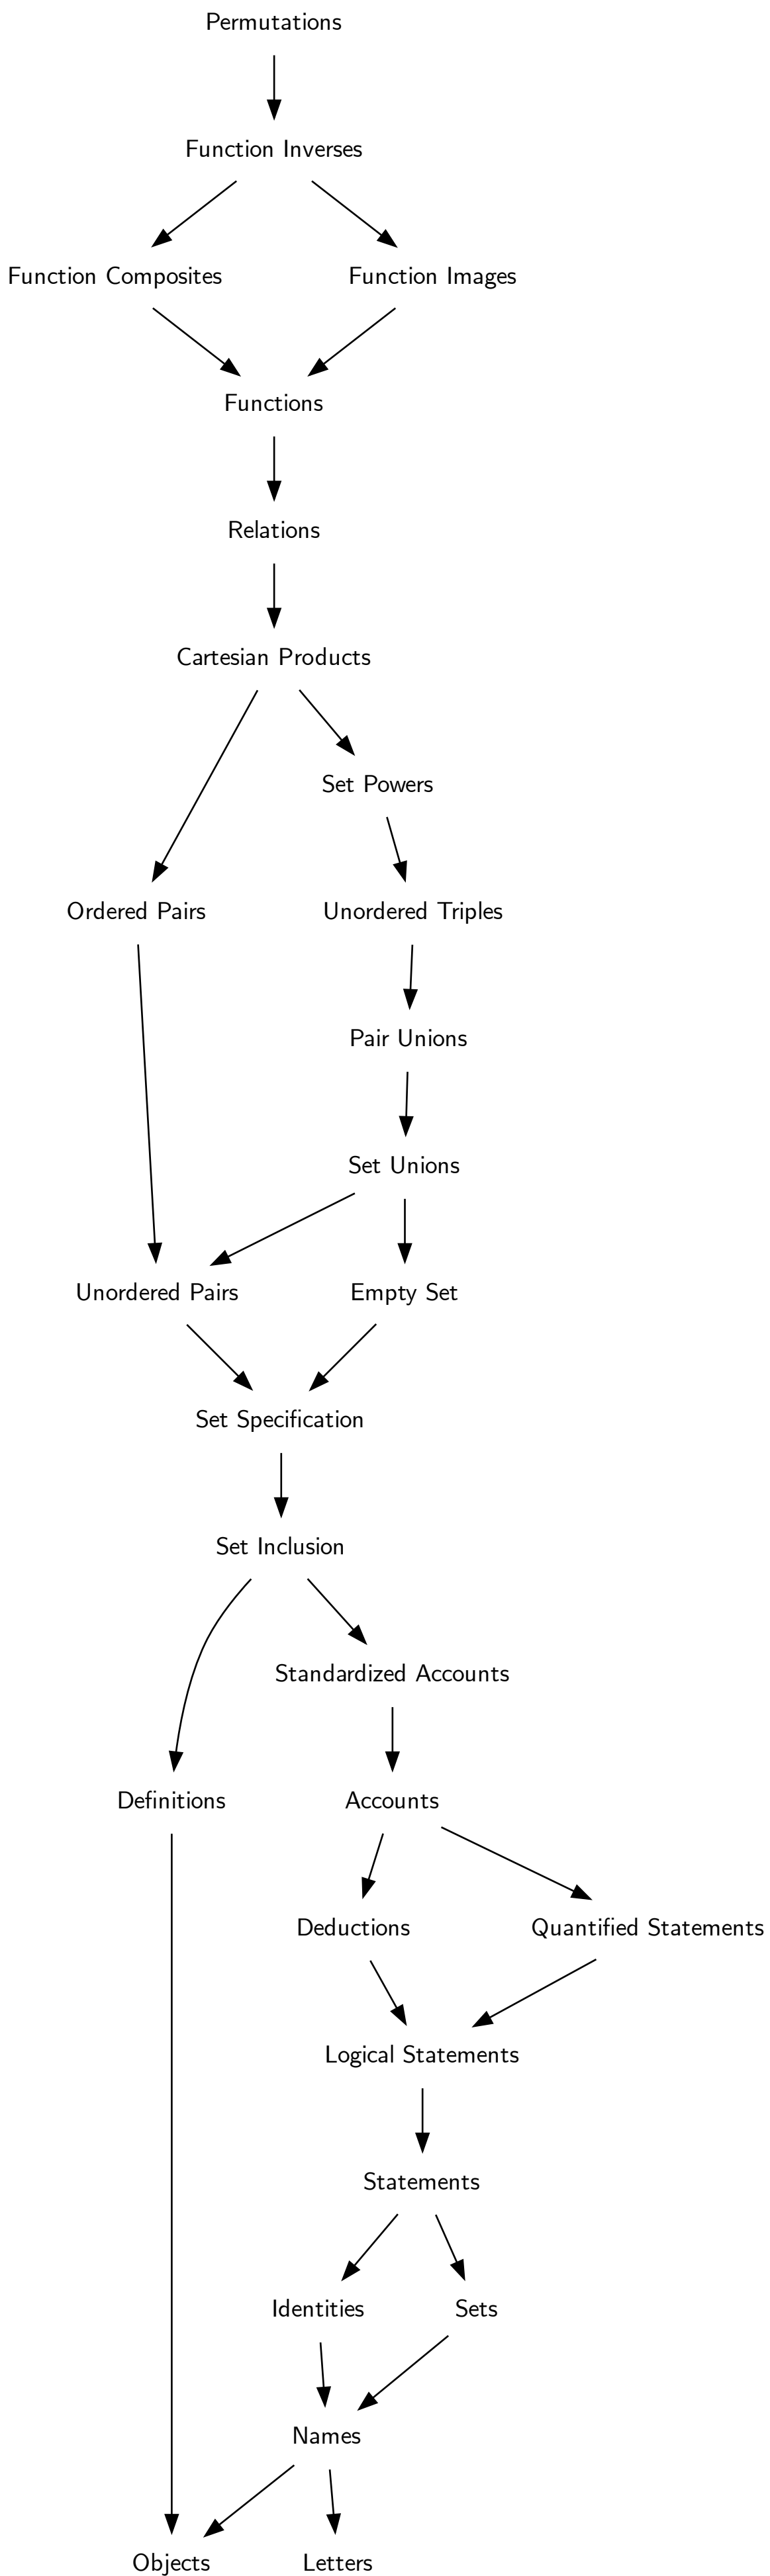 Permutations
Function Inverses
Function Composites
Function Images
Functions
Relations
Cartesian Products
Set Powers
Ordered Pairs
Unordered Triples
Pair Unions
Set Unions
Unordered Pairs
Empty Set
Set Specification
Set Inclusion
Standardized Accounts
Definitions
Accounts
Deductions
Quantified Statements
Logical Statements
Statements
Identities
Sets
Names
Objects
Letters